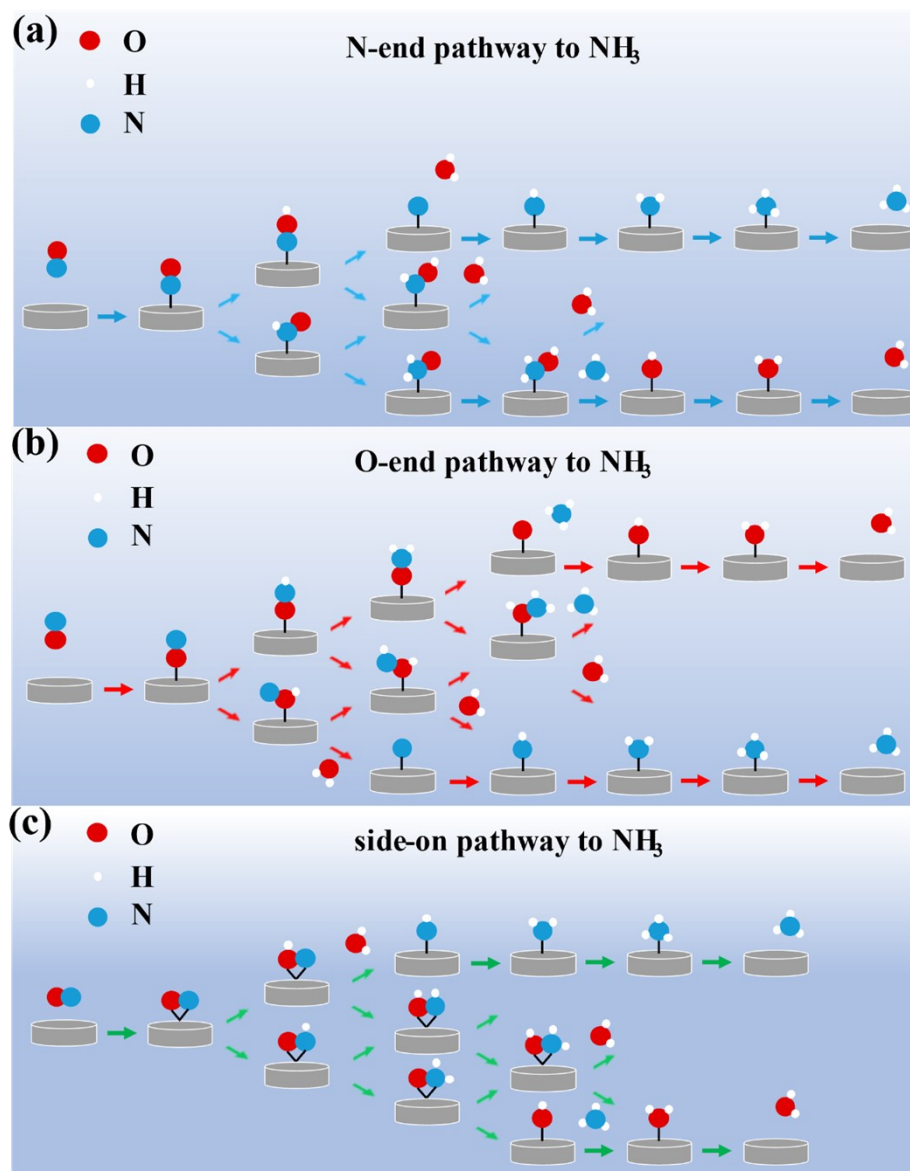 (a)
O
H
N
N-end pathway to NH₃
(b)
O
H
N
O-end pathway to NH₃
(c)
O
H
N
side-on pathway to NH₃